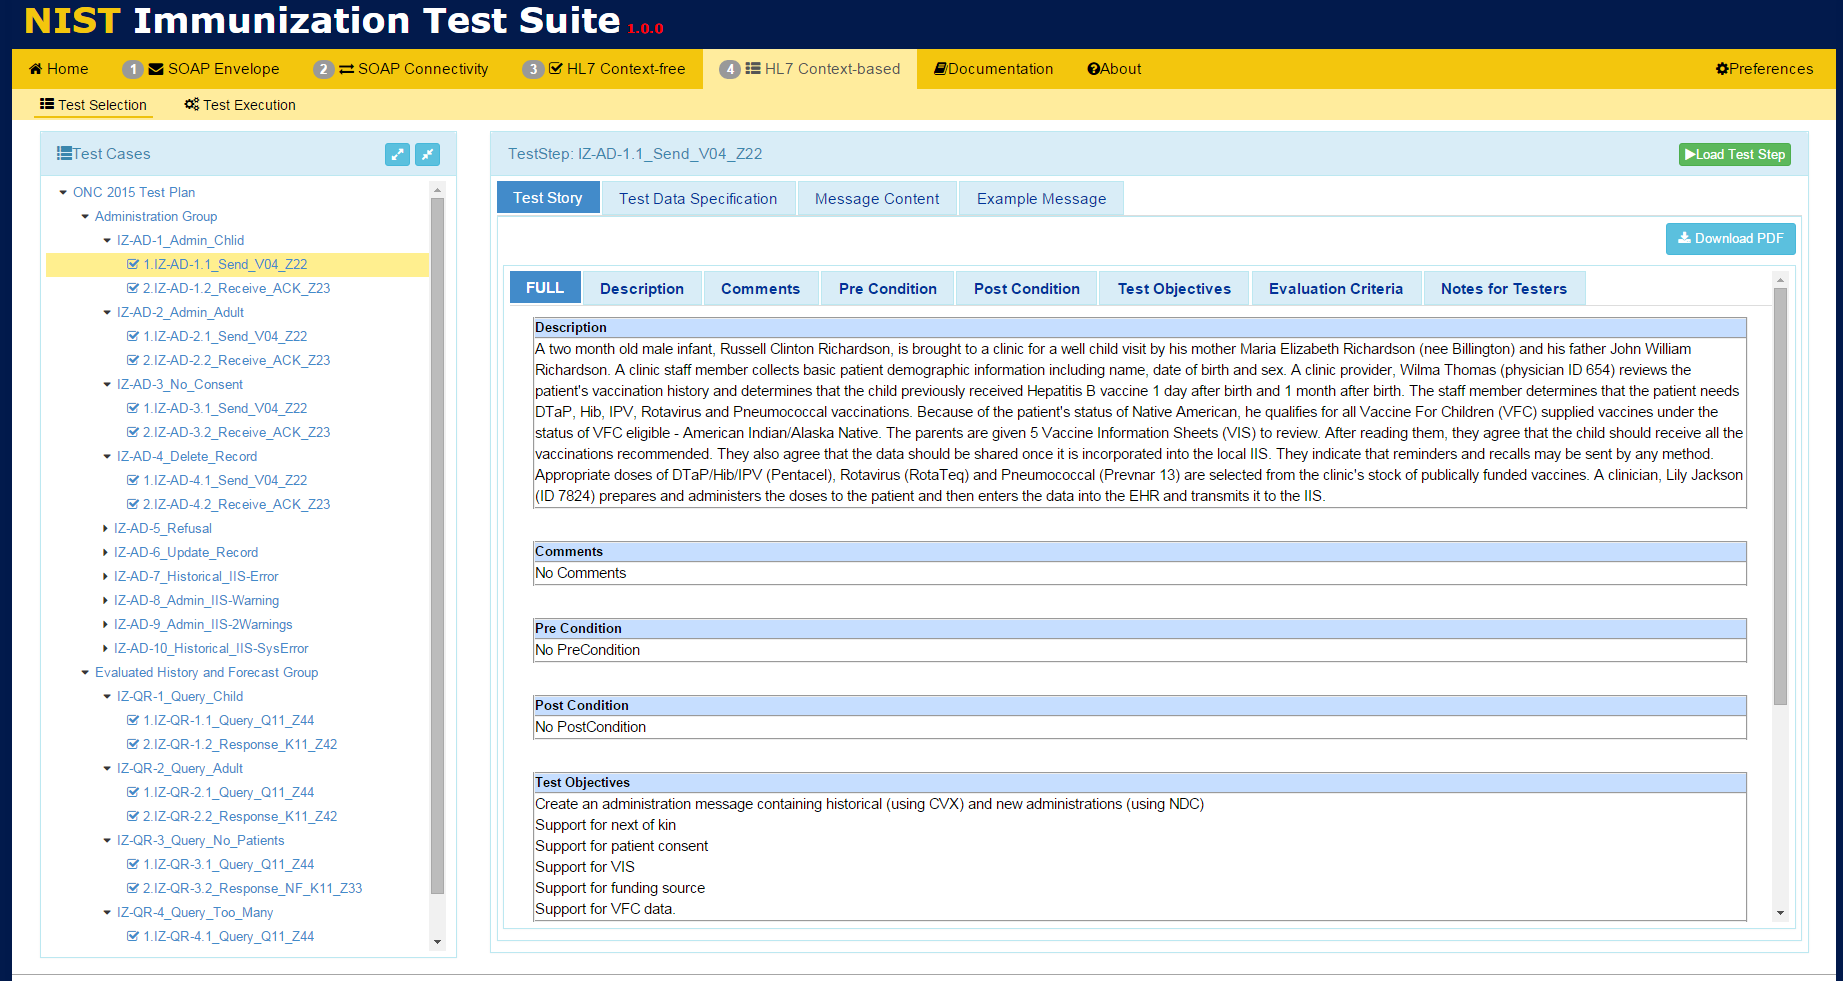 NIST Immunization Test Suite 1.0.0
Home 1 SOAP Envelope 2 SOAP Connectivity 3 HL7 Context-free 4 HL7 Context-based Documentation About Preferences
Test Selection Test Execution
Test Cases
ONC 2015 Test Plan
Administration Group
IZ-AD-1_Admin_Chlid
1.IZ-AD-1.1_Send_V04_Z22
2.IZ-AD-1.2_Receive_ACK_Z23
IZ-AD-2_Admin_Adult
1.IZ-AD-2.1_Send_V04_Z22
2.IZ-AD-2.2_Receive_ACK_Z23
IZ-AD-3_No_Consent
1.IZ-AD-3.1_Send_V04_Z22
2.IZ-AD-3.2_Receive_ACK_Z23
IZ-AD-4_Delete_Record
1.IZ-AD-4.1_Send_V04_Z22
2.IZ-AD-4.2_Receive_ACK_Z23
IZ-AD-5_Refusal
IZ-AD-6_Update_Record
IZ-AD-7_Historical_IIS-Error
IZ-AD-8_Admin_IIS-Warning
IZ-AD-9_Admin_IIS-2Warnings
IZ-AD-10_Historical_IIS-SysError
Evaluated History and Forecast Group
IZ-QR-1_Query_Child
1.IZ-QR-1.1_Query_Q11_Z44
2.IZ-QR-1.2_Response_K11_Z42
IZ-QR-2_Query_Adult
1.IZ-QR-2.1_Query_Q11_Z44
2.IZ-QR-2.2_Response_K11_Z42
IZ-QR-3_Query_No_Patients
1.IZ-QR-3.1_Query_Q11_Z44
2.IZ-QR-3.2_Response_NF_K11_Z33
IZ-QR-4_Query_Too_Many
1.IZ-QR-4.1_Query_Q11_Z44
TestStep: IZ-AD-1.1_Send_V04_Z22
Load Test Step
Test Story Test Data Specification Message Content Example Message
Download PDF
FULL Description Comments Pre Condition Post Condition Test Objectives Evaluation Criteria Notes for Testers
Description
A two month old male infant, Russell Clinton Richardson, is brought to a clinic for a well child visit by his mother Maria Elizabeth Richardson (nee Billington) and his father John William
Richardson. A clinic staff member collects basic patient demographic information including name, date of birth and sex. A clinic provider, Wilma Thomas (physician ID 654) reviews the
patient's vaccination history and determines that the child previously received Hepatitis B vaccine 1 day after birth and 1 month after birth. The staff member determines that the patient needs
DTaP, Hib, IPV, Rotavirus and Pneumococcal vaccinations. Because of the patient's status of Native American, he qualifies for all Vaccine For Children (VFC) supplied vaccines under the
status of VFC eligible - American Indian/Alaska Native. The parents are given 5 Vaccine Information Sheets (VIS) to review. After reading them, they agree that the child should receive all the
vaccinations recommended. They also agree that the data should be shared once it is incorporated into the local IIS. They indicate that reminders and recalls may be sent by any method.
Appropriate doses of DTaP/Hib/IPV (Pentacel), Rotavirus (RotaTeq) and Pneumococcal (Prevnar 13) are selected from the clinic's stock of publically funded vaccines. A clinician, Lily Jackson
(ID 7824) prepares and administers the doses to the patient and then enters the data into the EHR and transmits it to the IIS.
Comments
No Comments
Pre Condition
No PreCondition
Post Condition
No PostCondition
Test Objectives
Create an administration message containing historical (using CVX) and new administrations (using NDC)
Support for next of kin
Support for patient consent
Support for VIS
Support for funding source
Support for VFC data.